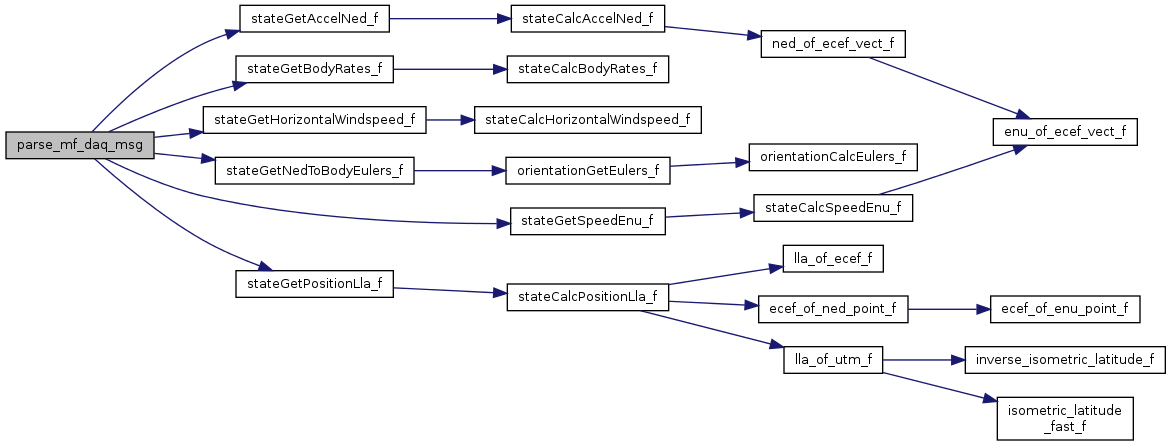 parse_mf_daq_msg
stateGetAccelNed_f
stateCalcAccelNed_f
ned_of_ecef_vect_f
enu_of_ecef_vect_f
stateGetBodyRates_f
stateCalcBodyRates_f
stateGetHorizontalWindspeed_f
stateCalcHorizontalWindspeed_f
stateGetNedToBodyEulers_f
orientationGetEulers_f
orientationCalcEulers_f
stateGetSpeedEnu_f
stateCalcSpeedEnu_f
stateGetPositionLla_f
stateCalcPositionLla_f
lla_of_ecef_f
ecef_of_ned_point_f
ecef_of_enu_point_f
lla_of_utm_f
inverse_isometric_latitude_f
isometric_latitude
_fast_f